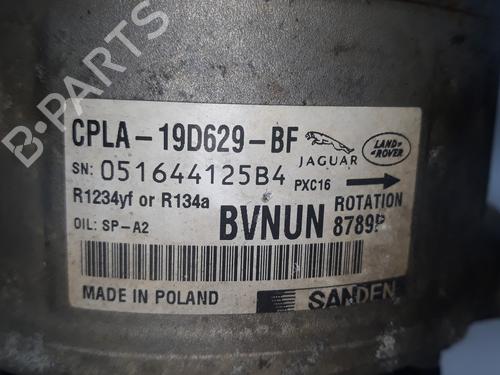 B-PARTS
CPLA-19D629-BF
JAGUAR
LAND ROVER
SN: 051644125B4
PXC16
R1234yf or R134a
ROTATION
OIL: SP-A2
BVNUN
8789P
MADE IN POLAND
SANDEN